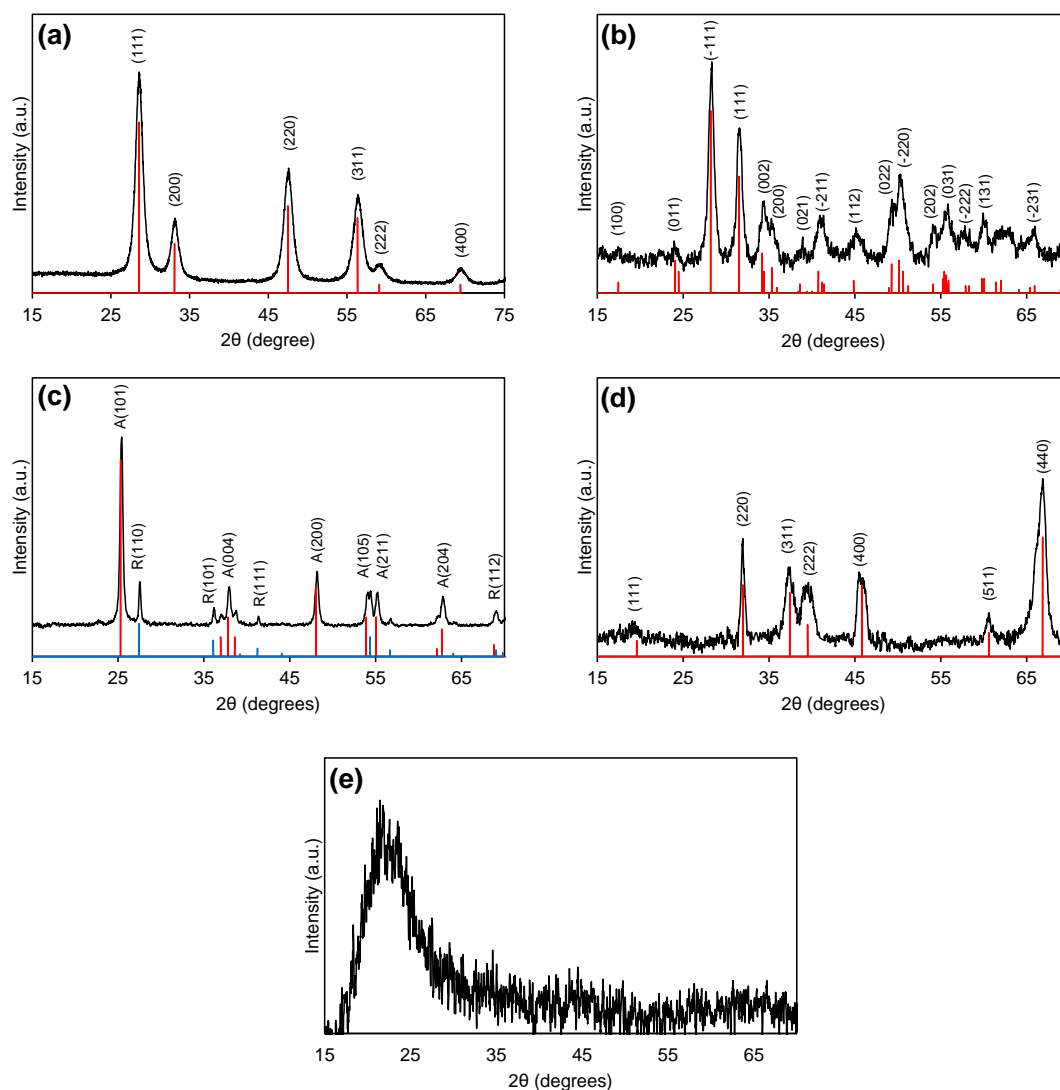 (a)
(111)
(200)
(220)
(311)
(222)
(400)
Intensity (a.u.)
15 25 35 45 55 65 75
2θ (degree)
(b)
(100)
(011)
(-111)
(111)
(002)
(200)
(021)
(-211)
(112)
(022)
(-220)
(202)
(031)
(-222)
(131)
(-231)
Intensity (a.u.)
15 25 35 45 55 65
2θ (degrees)
(c)
A(101)
R(110)
R(101)
A(004)
R(111)
A(200)
A(105)
A(211)
A(204)
R(112)
Intensity (a.u.)
15 25 35 45 55 65
2θ (degrees)
(d)
(111)
(220)
(311)
(222)
(400)
(511)
(440)
Intensity (a.u.)
15 25 35 45 55 65
2θ (degrees)
(e)
Intensity (a.u.)
15 25 35 45 55 65
2θ (degrees)